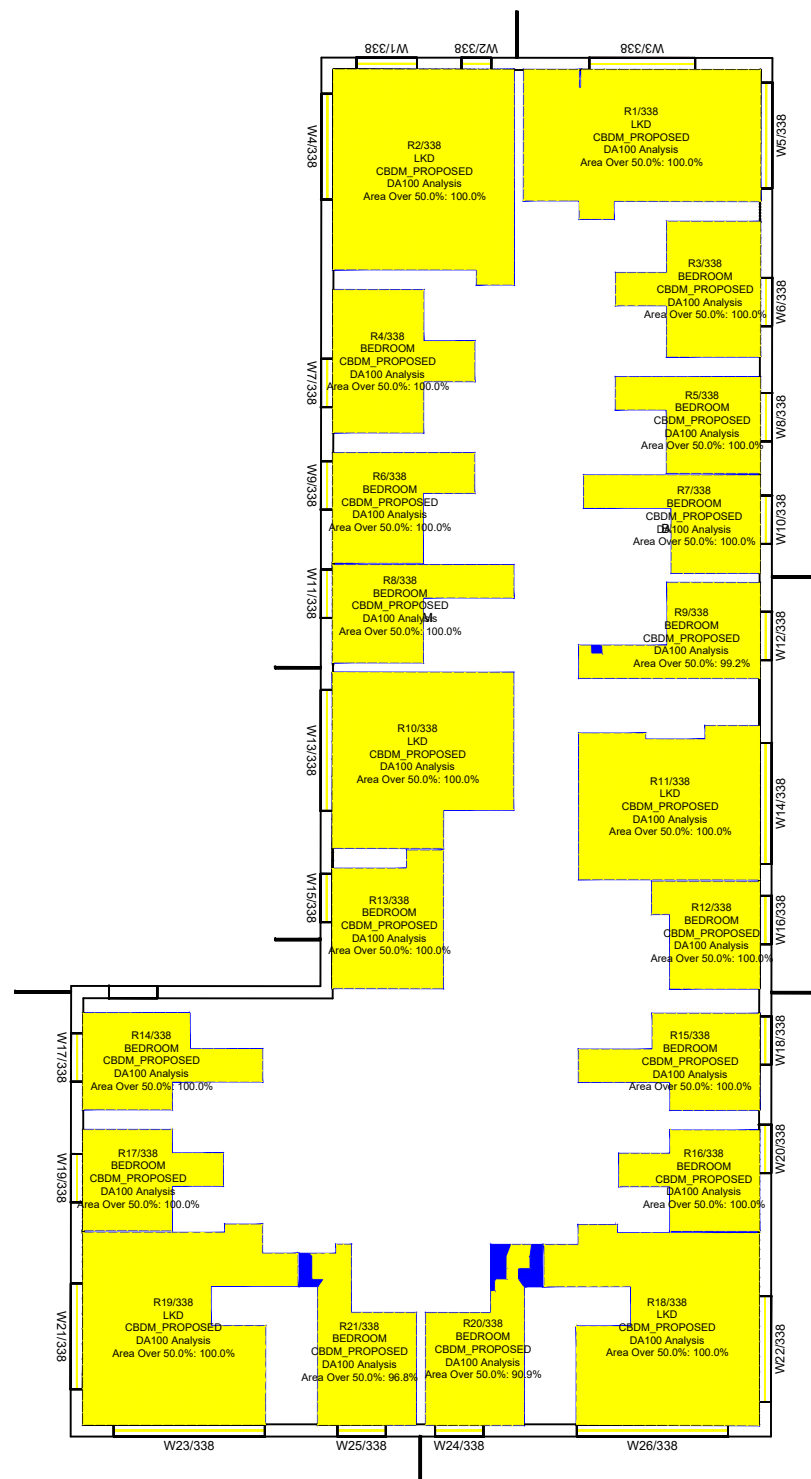 W1/338
W2/338
W3/338
W4/338
R2/338
LKD
CBDM_PROPOSED
DA100 Analysis
Area Over 50.0%: 100.0%
R1/338
LKD
CBDM_PROPOSED
DA100 Analysis
Area Over 50.0%: 100.0%
W5/338
R3/338
BEDROOM
CBDM_PROPOSED
DA100 Analysis
Area Over 50.0%: 100.0%
W6/338
W7/338
R4/338
BEDROOM
CBDM_PROPOSED
DA100 Analysis
Area Over 50.0%: 100.0%
R5/338
BEDROOM
CBDM_PROPOSED
DA100 Analysis
Area Over 50.0%: 100.0%
W8/338
W9/338
R6/338
BEDROOM
CBDM_PROPOSED
DA100 Analysis
Area Over 50.0%: 100.0%
R7/338
BEDROOM
CBDM_PROPOSED
DA100 Analysis
Area Over 50.0%: 100.0%
W10/338
W11/338
R8/338
BEDROOM
CBDM_PROPOSED
DA100 Analysis
Area Over 50.0%: 100.0%
R9/338
BEDROOM
CBDM_PROPOSED
DA100 Analysis
Area Over 50.0%: 99.2%
W12/338
W13/338
R10/338
LKD
CBDM_PROPOSED
DA100 Analysis
Area Over 50.0%: 100.0%
R11/338
LKD
CBDM_PROPOSED
DA100 Analysis
Area Over 50.0%: 100.0%
W14/338
W15/338
R13/338
BEDROOM
CBDM_PROPOSED
DA100 Analysis
Area Over 50.0%: 100.0%
R12/338
BEDROOM
CBDM_PROPOSED
DA100 Analysis
Area Over 50.0%: 100.0%
W16/338
W17/338
R14/338
BEDROOM
CBDM_PROPOSED
DA100 Analysis
Area Over 50.0%: 100.0%
R15/338
BEDROOM
CBDM_PROPOSED
DA100 Analysis
Area Over 50.0%: 100.0%
W18/338
W19/338
R17/338
BEDROOM
CBDM_PROPOSED
DA100 Analysis
Area Over 50.0%: 100.0%
R16/338
BEDROOM
CBDM_PROPOSED
DA100 Analysis
Area Over 50.0%: 100.0%
W20/338
W21/338
R19/338
LKD
CBDM_PROPOSED
DA100 Analysis
Area Over 50.0%: 100.0%
R21/338
BEDROOM
CBDM_PROPOSED
DA100 Analysis
Area Over 50.0%: 96.8%
R20/338
BEDROOM
CBDM_PROPOSED
DA100 Analysis
Area Over 50.0%: 90.9%
R18/338
LKD
CBDM_PROPOSED
DA100 Analysis
Area Over 50.0%: 100.0%
W22/338
W23/338
W25/338
W24/338
W26/338